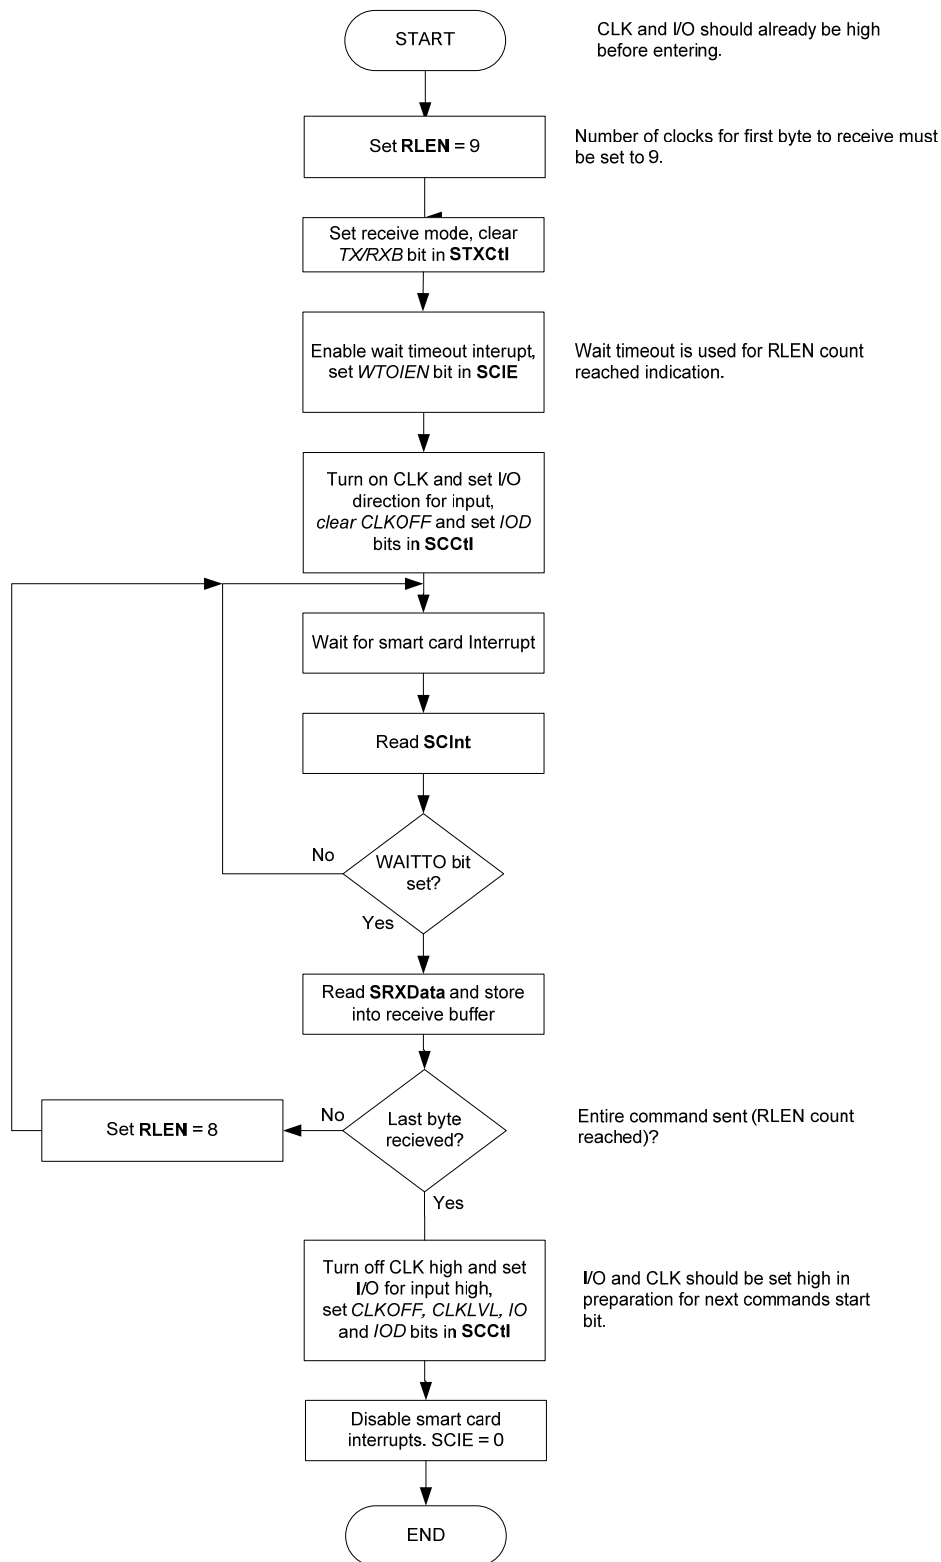 START
CLK and I/O should already be high
before entering.
Set RLEN = 9
Number of clocks for first byte to receive must
be set to 9.
Set receive mode, clear
TX/RXB bit in STXCtl
Enable wait timeout interupt,
set WTOIEN bit in SCIE
Wait timeout is used for RLEN count
reached indication.
Turn on CLK and set I/O
direction for input,
clear CLKOFF and set IOD
bits in SCCtl
Wait for smart card Interrupt
Read SCInt
No
WAITTO bit
set?
Yes
Read SRXData and store
into receive buffer
Set RLEN = 8
No
Last byte
recieved?
Entire command sent (RLEN count
reached)?
Yes
Turn off CLK high and set
I/O for input high,
set CLKOFF, CLKLVL, IO
and IOD bits in SCCtl
I/O and CLK should be set high in
preparation for next commands start
bit.
Disable smart card
interrupts. SCIE = 0
END